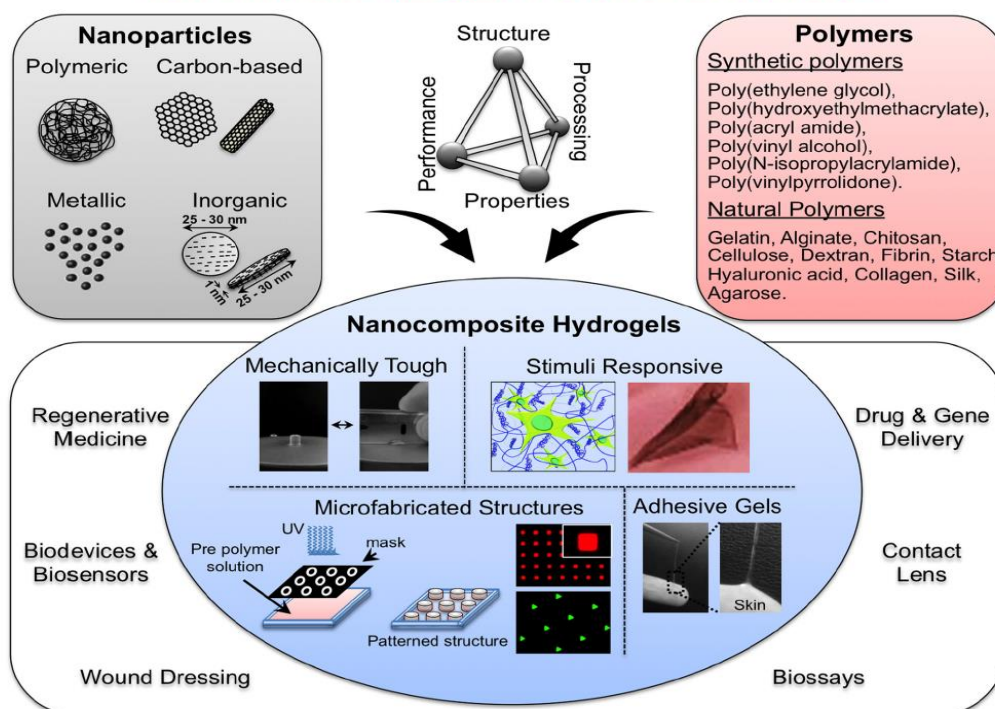 Nanoparticles
Polymeric
Carbon-based
Metallic
Inorganic
25 - 30 nm
1 nm
25 - 30 nm
Structure
Processing
Performance
Properties
Polymers
Synthetic polymers
Poly(ethylene glycol),
Poly(hydroxyethylmethacrylate),
Poly(acryl amide),
Poly(vinyl alcohol),
Poly(N-isopropylacrylamide),
Poly(vinylpyrrolidone).
Natural Polymers
Gelatin, Alginate, Chitosan,
Cellulose, Dextran, Fibrin, Starch
Hyaluronic acid, Collagen, Silk,
Agarose.
Nanocomposite Hydrogels
Mechanically Tough
Stimuli Responsive
Microfabricated Structures
UV
Pre polymer
solution
mask
Patterned structure
Adhesive Gels
Skin
Regenerative
Medicine
Biodevices &
Biosensors
Wound Dressing
Drug & Gene
Delivery
Contact
Lens
Biossays